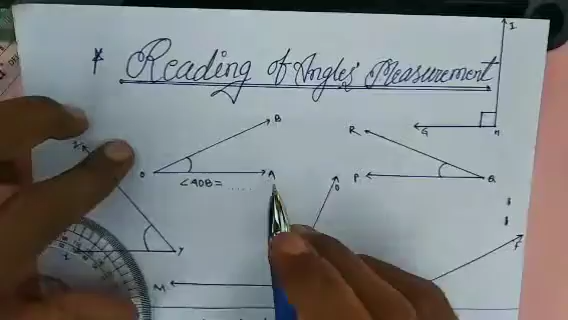 * Reading of Angles' Measurement
I
B
R
G
H
Z
O
A
∠AOB = ......
O
P
Q
X
Y
F
M